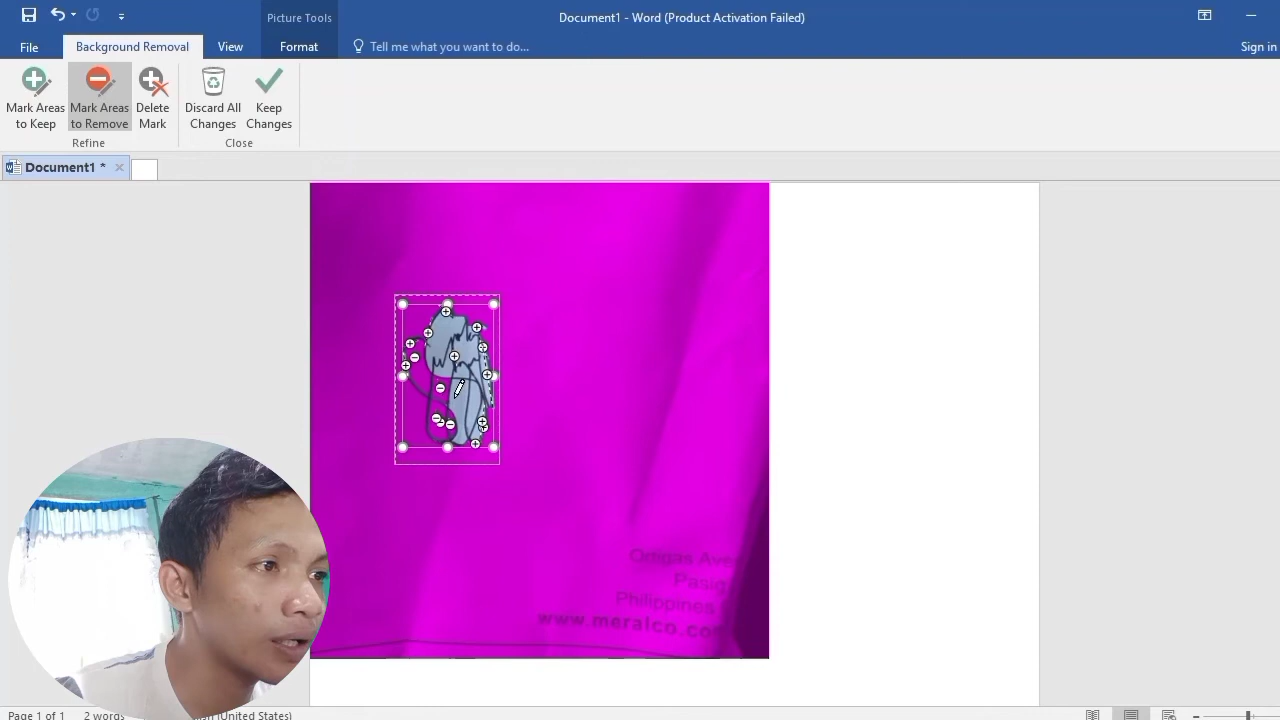 Picture Tools
Document1 - Word (Product Activation Failed)
File
Background Removal
View
Format
Tell me what you want to do...
Sign in
Mark Areas to Keep
Mark Areas to Remove
Delete Mark
Discard All Changes
Keep Changes
Refine
Close
Document1 *
Ortigas Ave
Pasig
Philippines
www.meralco.co
Page 1 of 1
2 words
(United States)